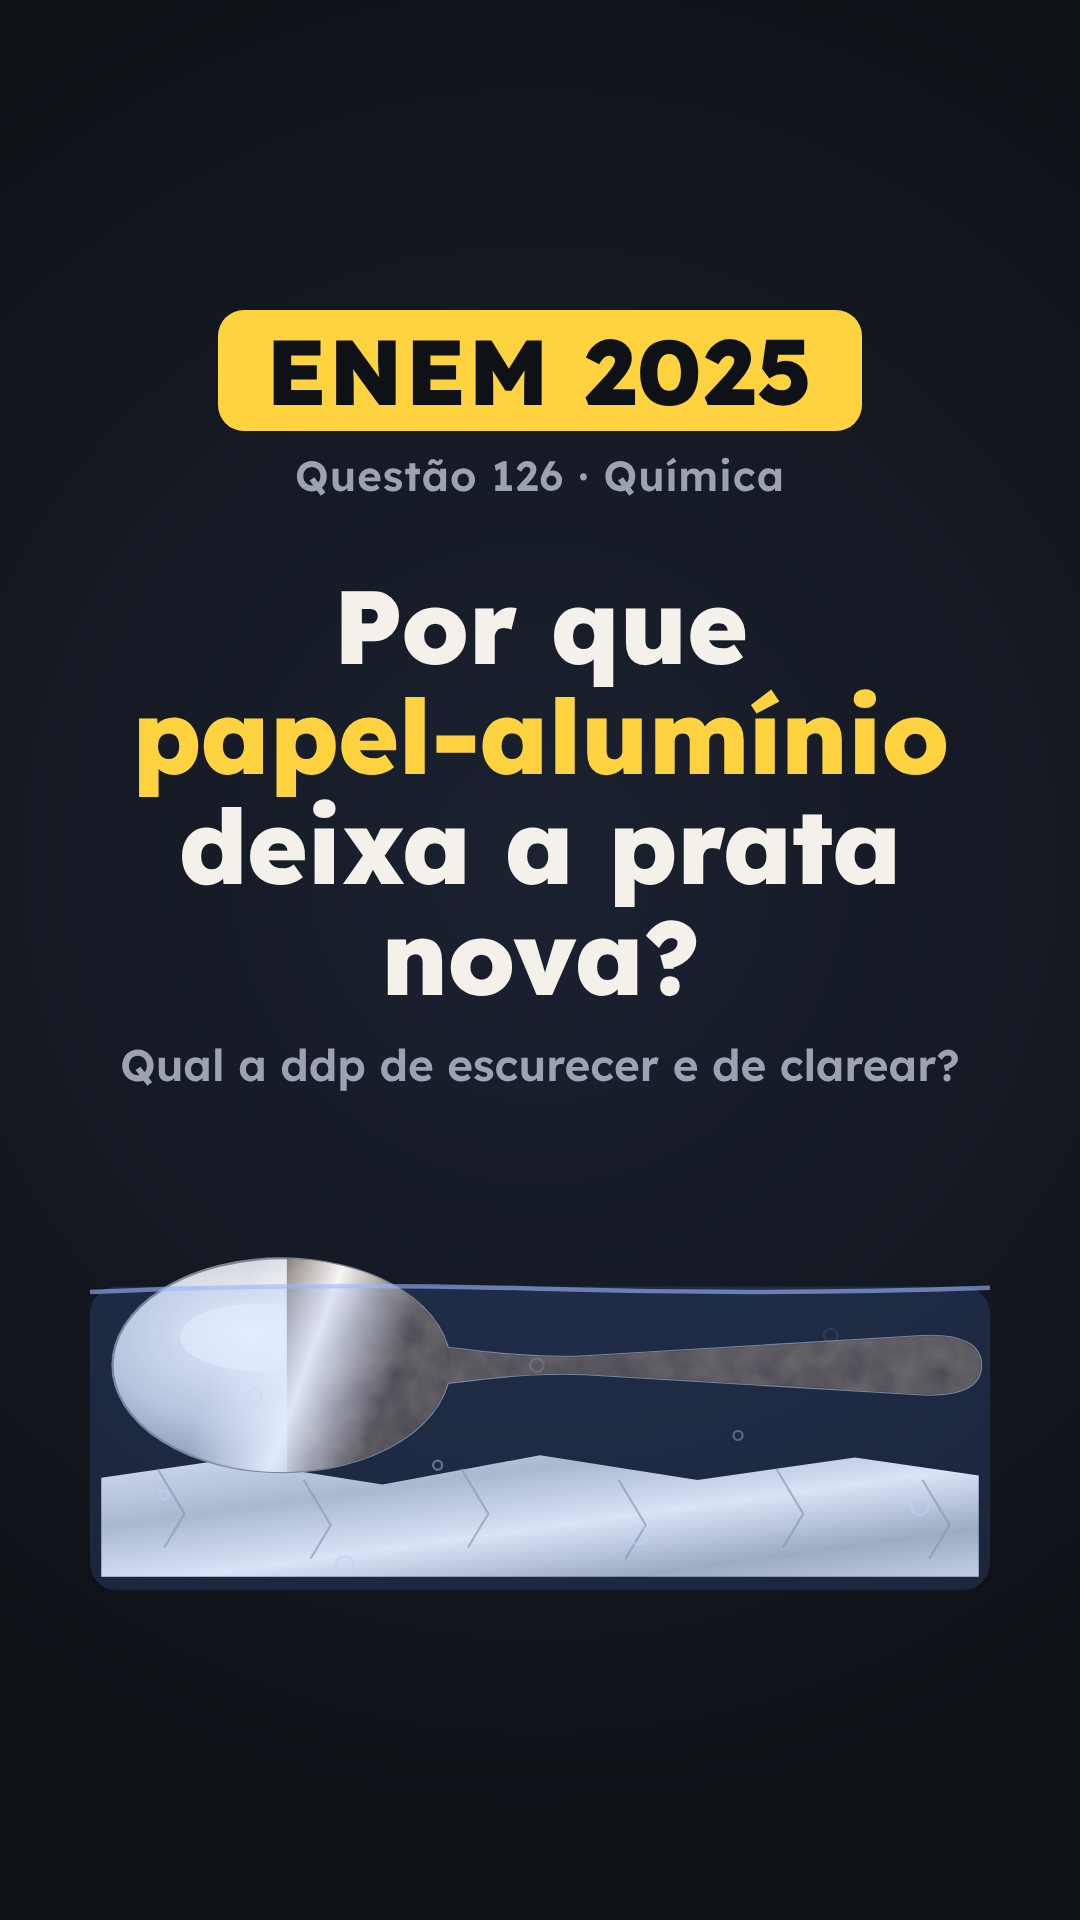 ENEM 2025
Questão 126 · Química
Por que
papel-alumínio
deixa a prata
nova?
Qual a ddp de escurecer e de clarear?